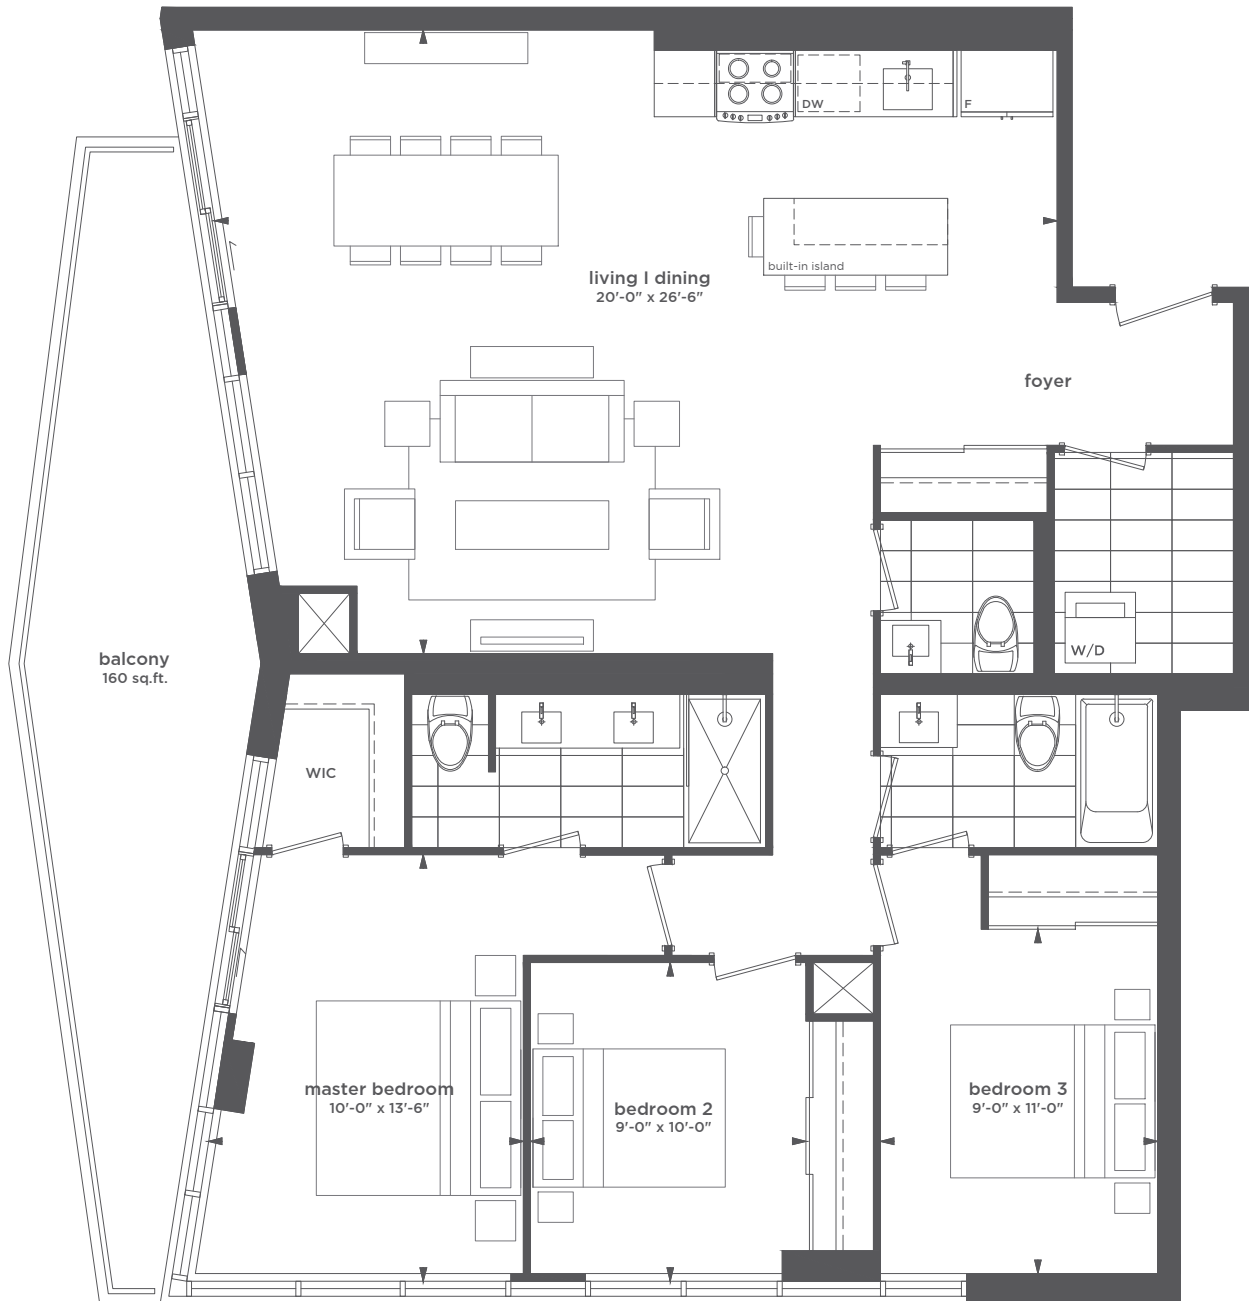 DW
F
built-in island
living I dining
20'-0" x 26'-6"
foyer
W/D
balcony
160 sq.ft.
WIC
master bedroom
10'-0" x 13'-6"
bedroom 2
9'-0" x 10'-0"
bedroom 3
9'-0" x 11'-0"